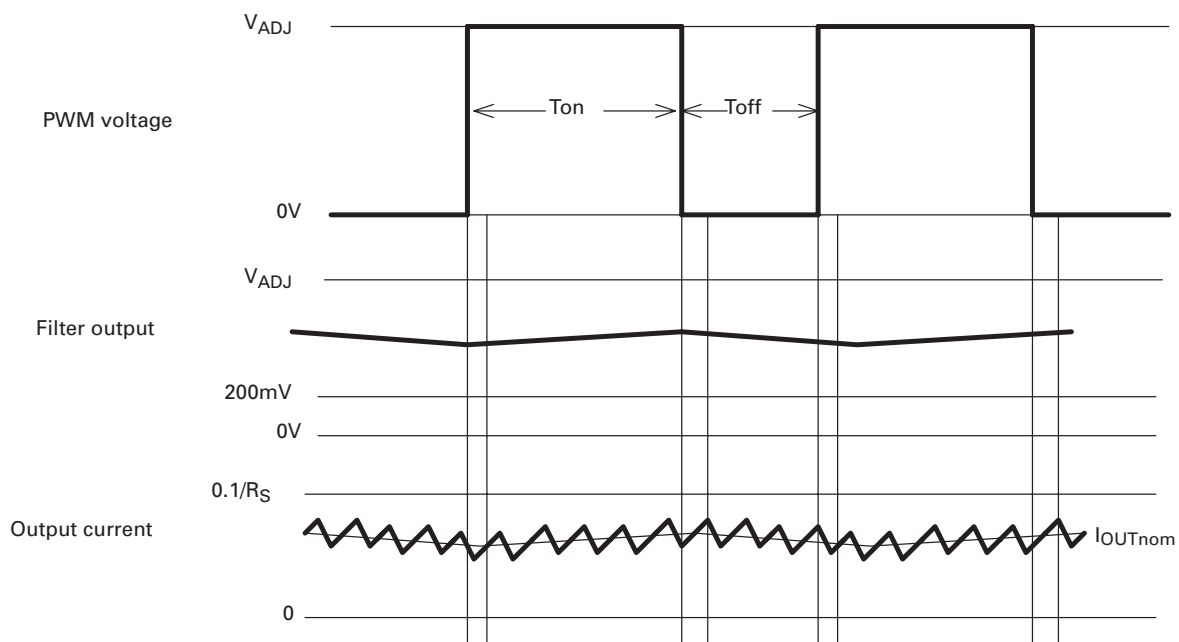 VADJ
Ton
Toff
PWM voltage
0V
VADJ
Filter output
200mV
0V
0.1/RS
Output current
IOUTnom
0